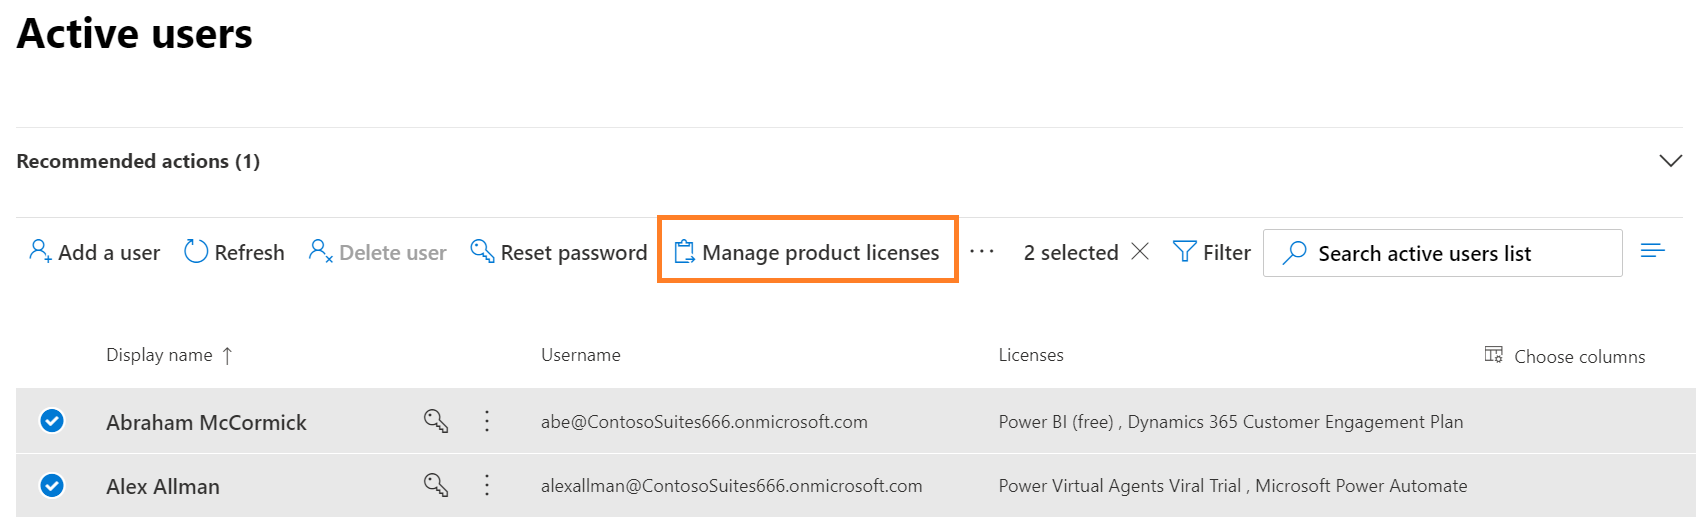 Active users
Recommended actions (1)
Add a user Refresh Delete user Reset password Manage product licenses ··· 2 selected Filter Search active users list
Display name ↑ Username Licenses Choose columns
Abraham McCormick abe@ContosoSuites666.onmicrosoft.com Power BI (free) , Dynamics 365 Customer Engagement Plan
Alex Allman alexallman@ContosoSuites666.onmicrosoft.com Power Virtual Agents Viral Trial , Microsoft Power Automate